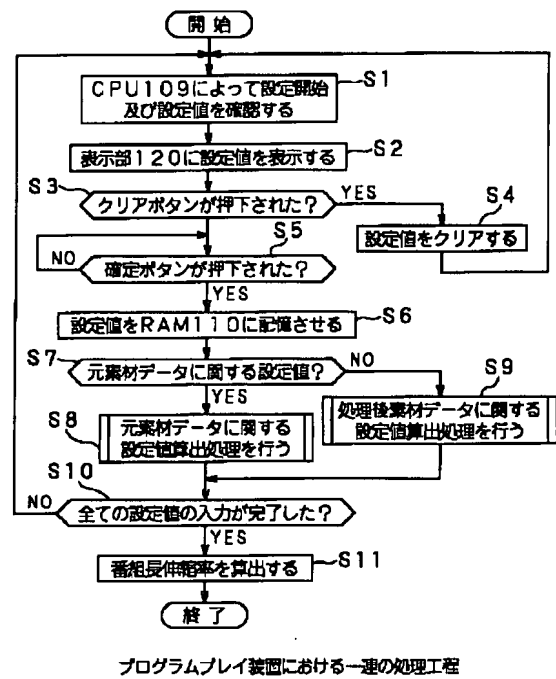 開始
CPU109によって設定開始
及び設定値を確認する
S1
表示部120に設定値を表示する
S2
S3
クリアボタンが押下された?
YES
S4
設定値をクリアする
S5
NO
確定ボタンが押下された?
YES
設定値をRAM110に記憶させる
S6
S7
元素材データに関する設定値?
NO
YES
S8
元素材データに関する
設定値算出処理を行う
S9
処理後素材データに関する
設定値算出処理を行う
S10
NO
全ての設定値の入力が完了した?
YES
番組長伸縮率を算出する
S11
終了
プログラムプレイ装置における一連の処理工程